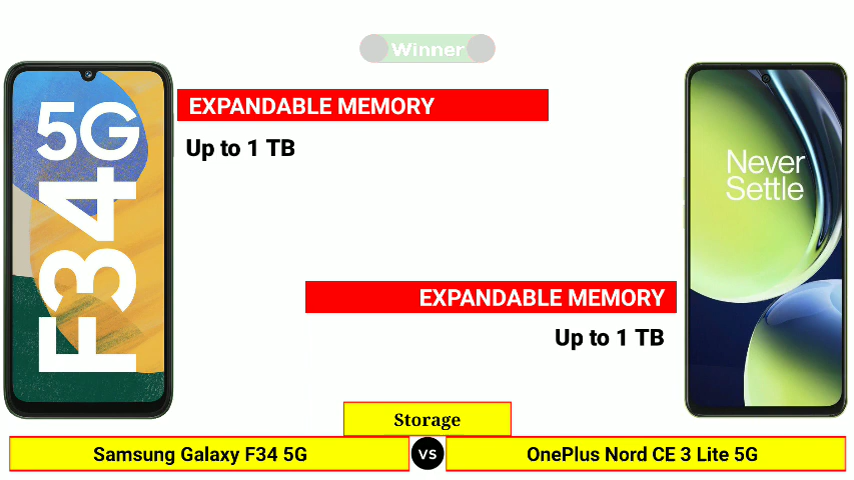 Winner
5G
F34
EXPANDABLE MEMORY
Up to 1 TB
Never
Settle
EXPANDABLE MEMORY
Up to 1 TB
Storage
Samsung Galaxy F34 5G
VS
OnePlus Nord CE 3 Lite 5G